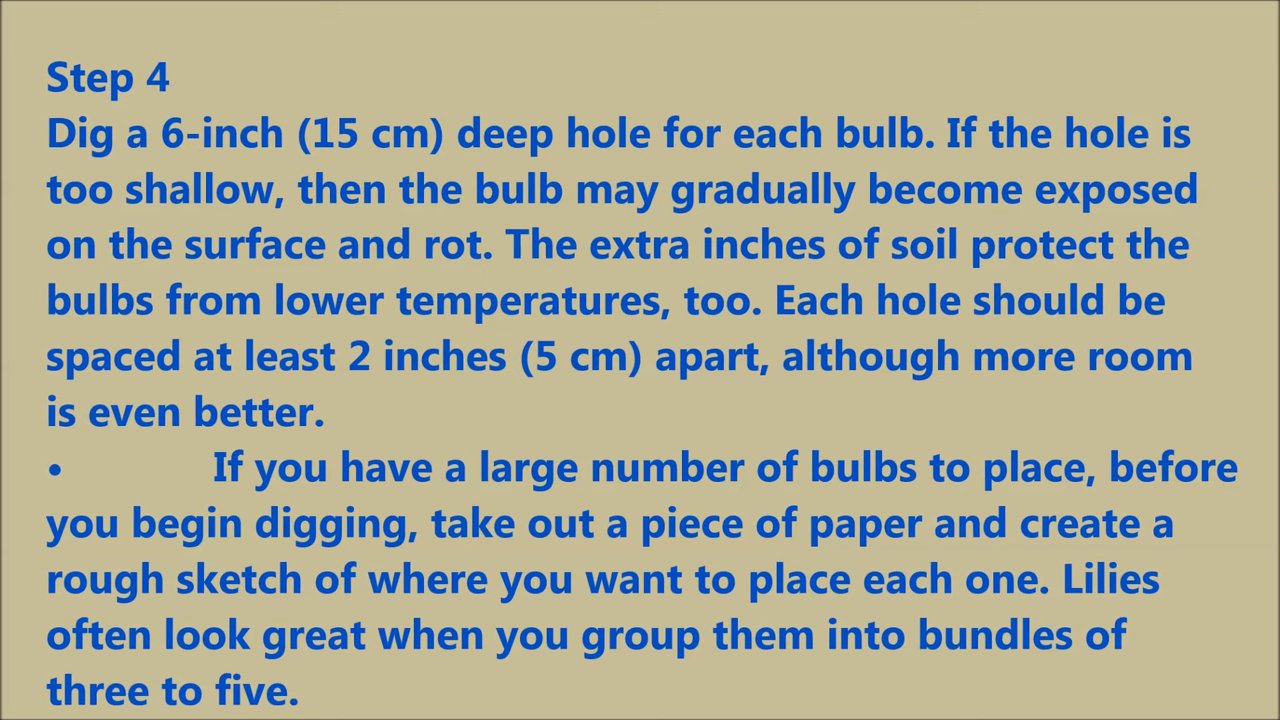 Step 4
Dig a 6-inch (15 cm) deep hole for each bulb. If the hole is
too shallow, then the bulb may gradually become exposed
on the surface and rot. The extra inches of soil protect the
bulbs from lower temperatures, too. Each hole should be
spaced at least 2 inches (5 cm) apart, although more room
is even better.
• If you have a large number of bulbs to place, before
you begin digging, take out a piece of paper and create a
rough sketch of where you want to place each one. Lilies
often look great when you group them into bundles of
three to five.